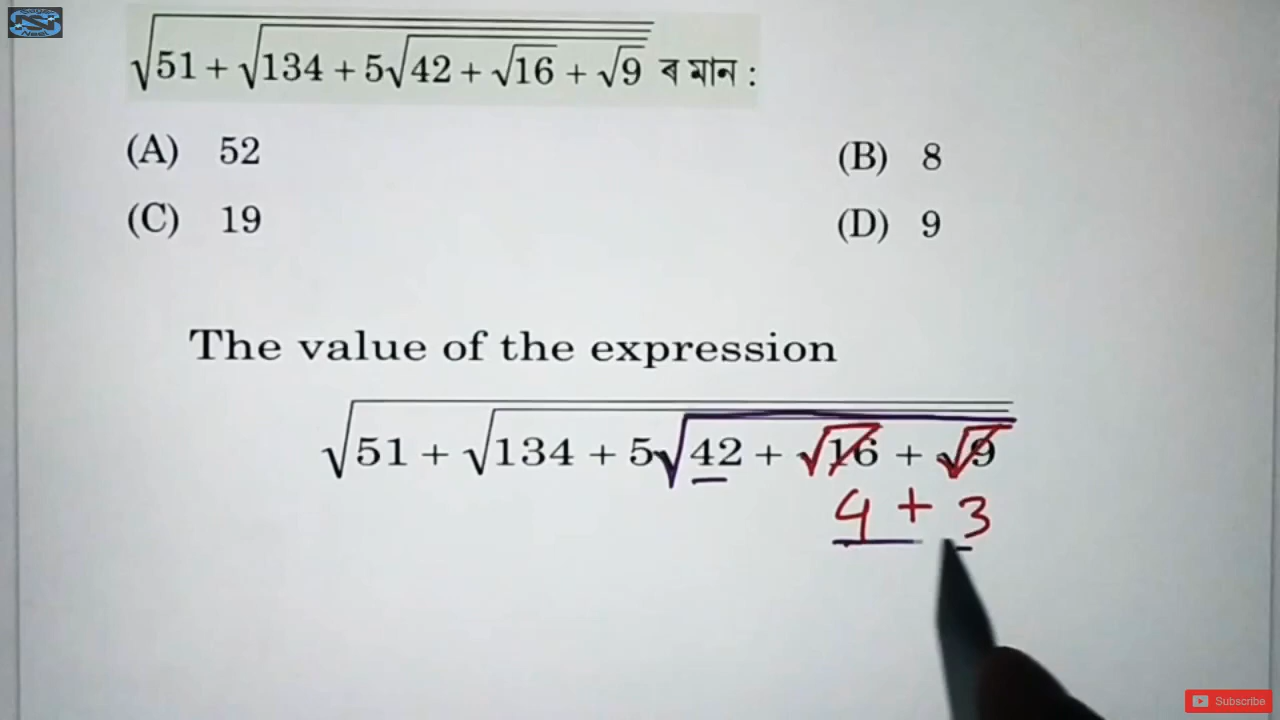 √51 + √134 + 5√42 + √16 + √9 ৰ মান :
(A) 52
(B) 8
(C) 19
(D) 9
The value of the expression
√51 + √134 + 5√42 + √16 + √9
4 + 3
Subscribe